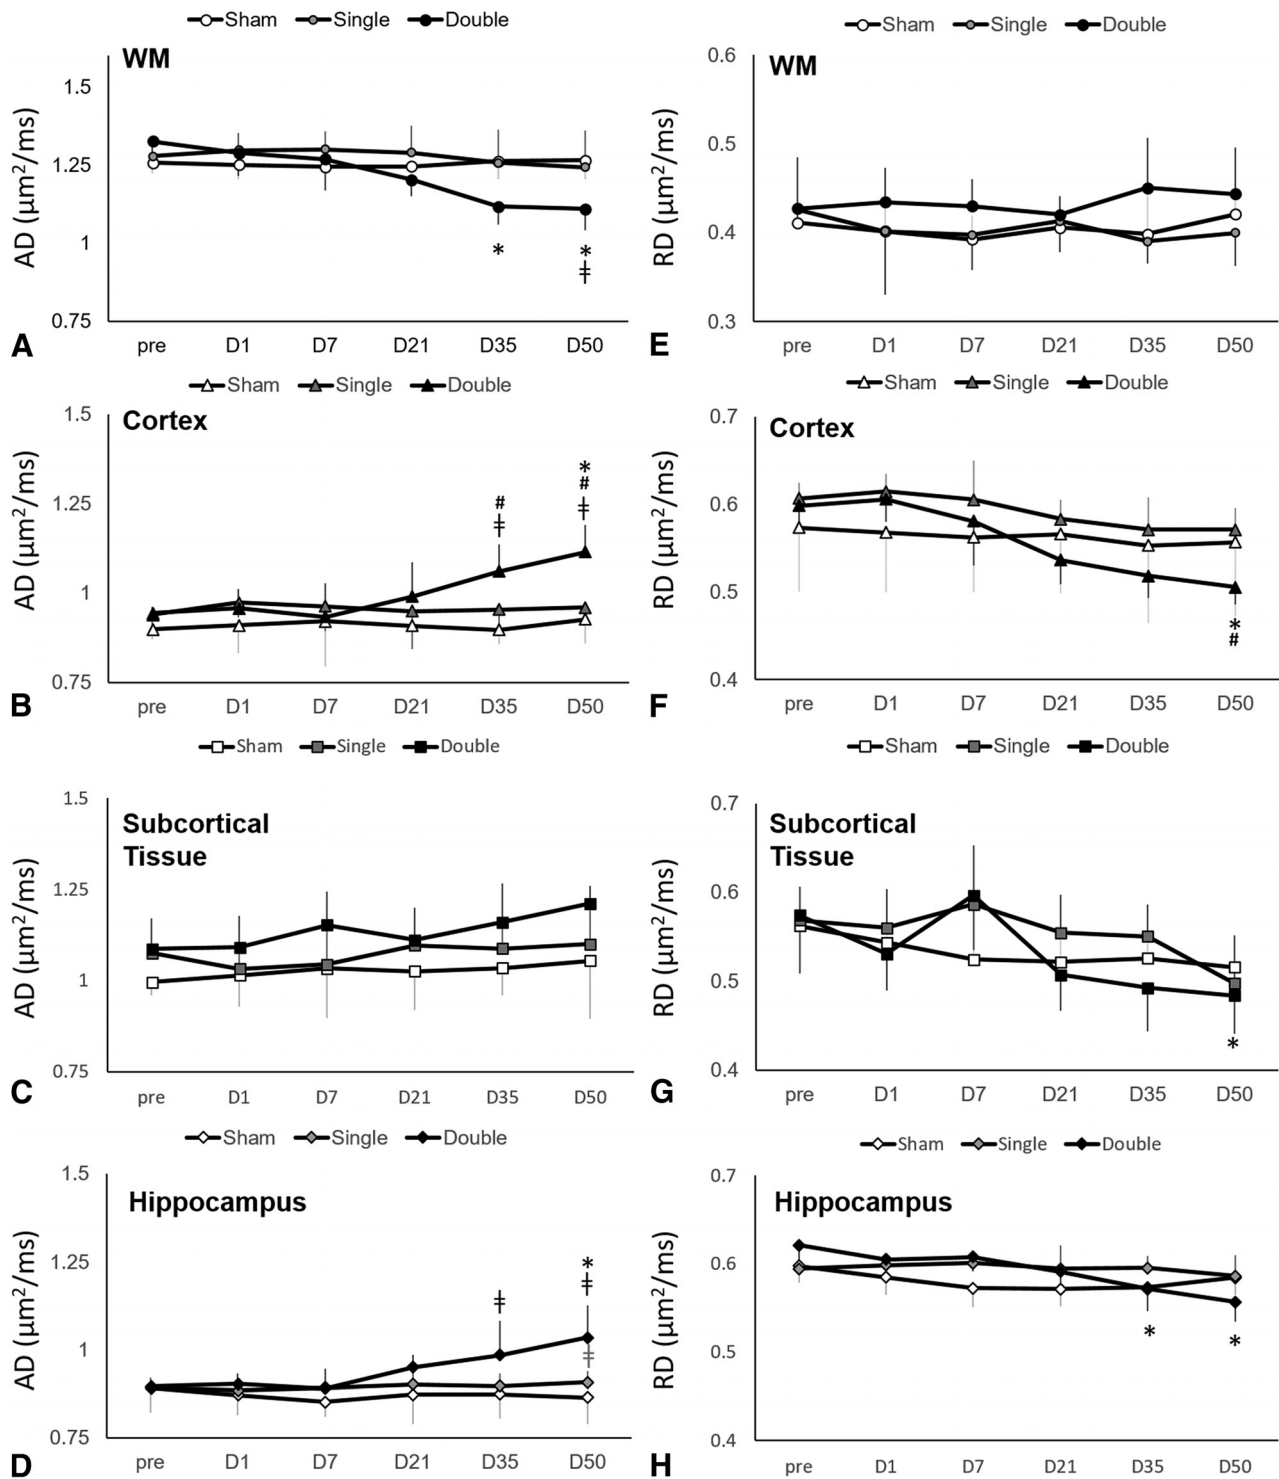 Sham Single Double
WM
AD (μm²/ms)
1.5
1.25
1
0.75
*
*
ǂ
A
pre D1 D7 D21 D35 D50
Sham Single Double
WM
RD (μm²/ms)
0.6
0.5
0.4
0.3
E
pre D1 D7 D21 D35 D50
Sham Single Double
Cortex
AD (μm²/ms)
1.5
1.25
1
0.75
#
ǂ
*
#
ǂ
B
pre D1 D7 D21 D35 D50
Sham Single Double
Cortex
RD (μm²/ms)
0.7
0.6
0.5
0.4
*
#
F
pre D1 D7 D21 D35 D50
Sham Single Double
Subcortical
Tissue
AD (μm²/ms)
1.5
1.25
1
0.75
C
pre D1 D7 D21 D35 D50
Sham Single Double
Subcortical
Tissue
RD (μm²/ms)
0.7
0.6
0.5
0.4
*
G
pre D1 D7 D21 D35 D50
Sham Single Double
Hippocampus
AD (μm²/ms)
1.5
1.25
1
0.75
ǂ
*
ǂ
ǂ
D
pre D1 D7 D21 D35 D50
Sham Single Double
Hippocampus
RD (μm²/ms)
0.7
0.6
0.5
0.4
*
*
H
pre D1 D7 D21 D35 D50